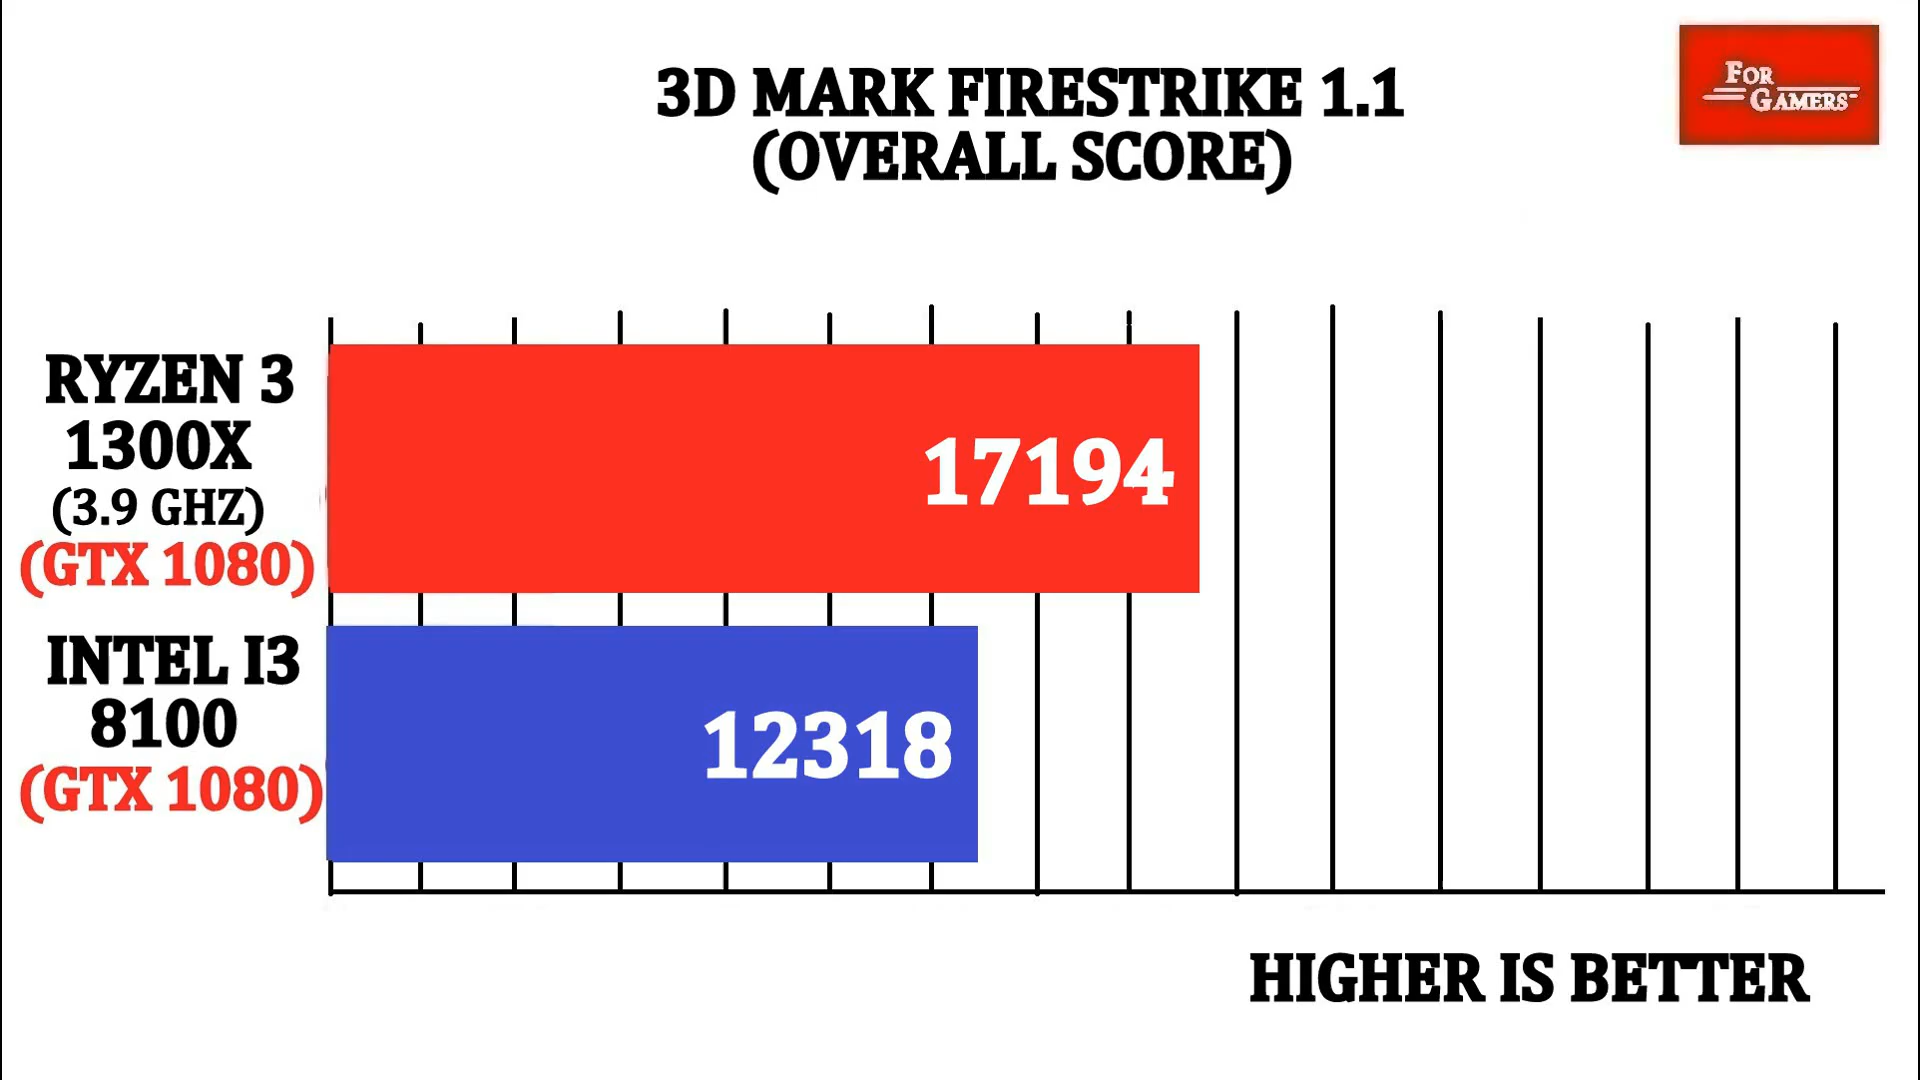 3D MARK FIRESTRIKE 1.1
(OVERALL SCORE)
FOR
GAMERS
RYZEN 3
1300X
(3.9 GHZ)
(GTX 1080)
17194
INTEL I3
8100
(GTX 1080)
12318
HIGHER IS BETTER